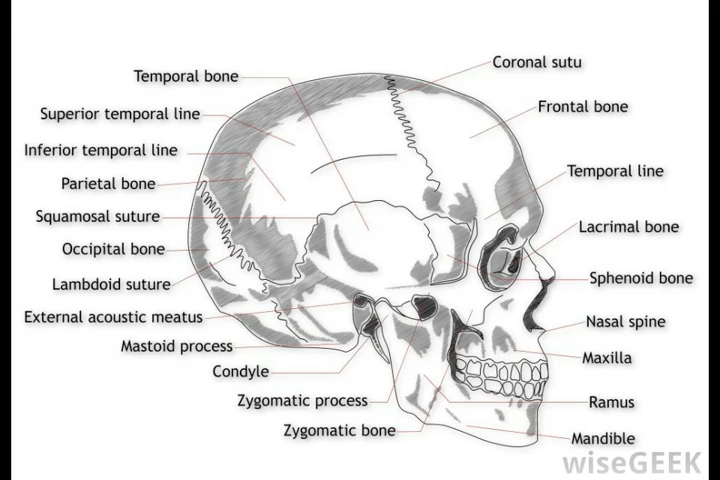 Temporal bone
Superior temporal line
Inferior temporal line
Parietal bone
Squamosal suture
Occipital bone
Lambdoid suture
External acoustic meatus
Mastoid process
Condyle
Zygomatic process
Zygomatic bone
Coronal sutu
Frontal bone
Temporal line
Lacrimal bone
Sphenoid bone
Nasal spine
Maxilla
Ramus
Mandible
wiseGEEK